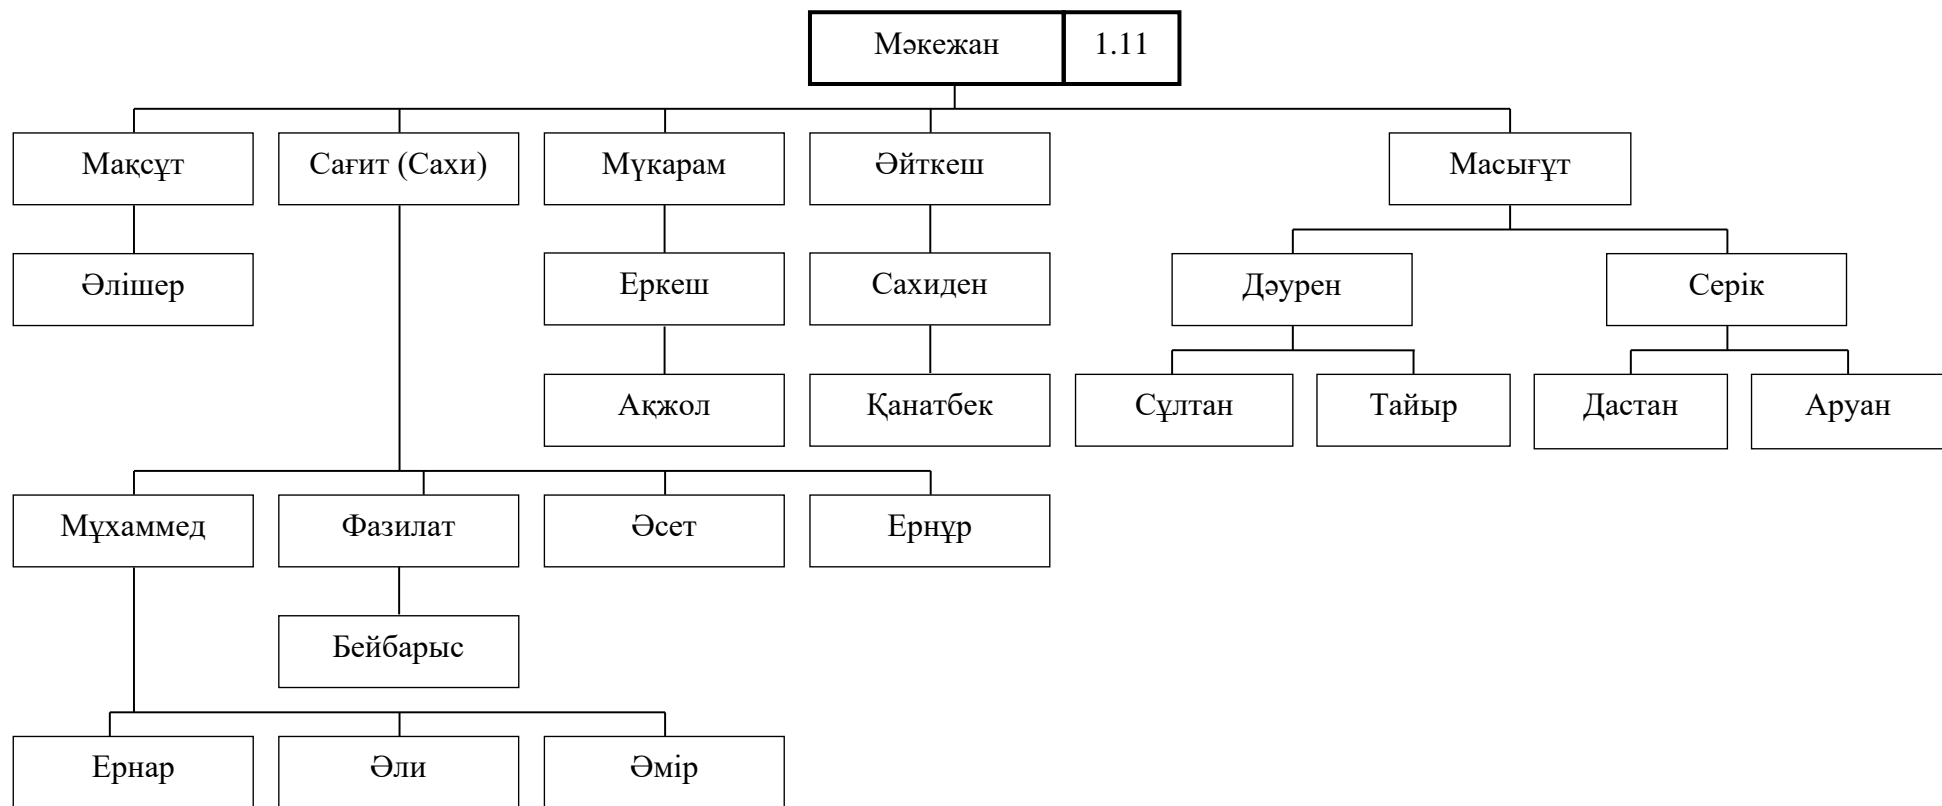 Мәкежан 1.11
Мақсұт Сағит (Сахи) Мүкарам Әйткеш Масығұт
Әлішер Еркеш Сахиден Дәурен Серік
Ақжол Қанатбек Сұлтан Тайыр Дастан Аруан
Мұхаммед Фазилат Әсет Ернұр
Бейбарыс
Ернар Әли Әмір